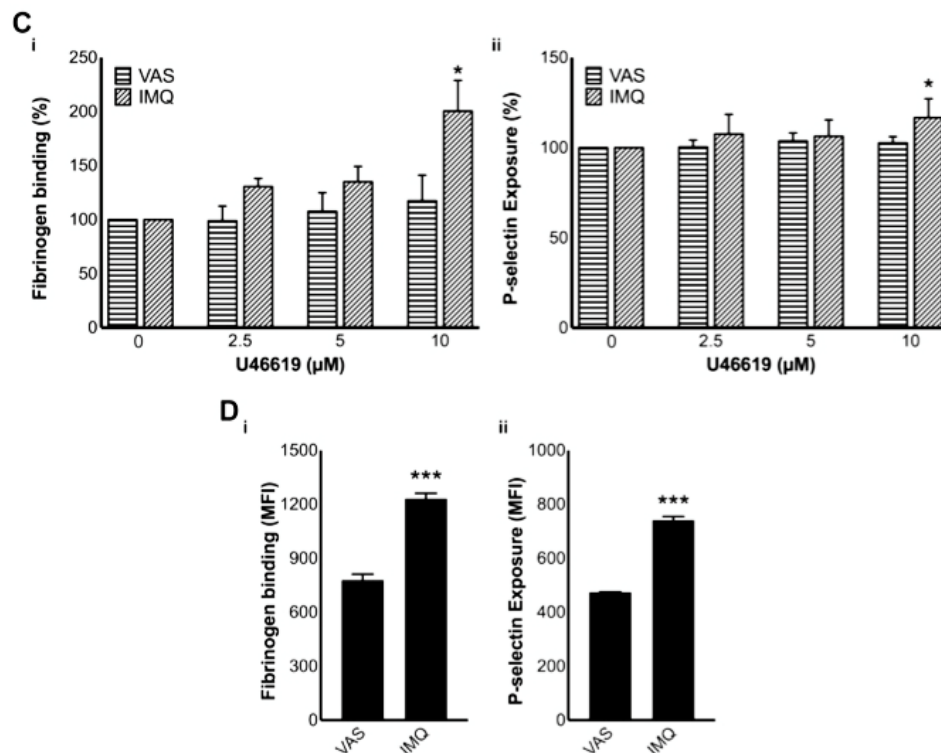 C
i
Fibrinogen binding (%)
250
200
150
100
50
0
VAS
IMQ
*
0 2.5 5 10
U46619 (µM)
ii
P-selectin Exposure (%)
150
100
50
0
VAS
IMQ
*
0 2.5 5 10
U46619 (µM)
D
i
Fibrinogen binding (MFI)
1500
1200
900
600
300
0
***
VAS IMQ
ii
P-selectin Exposure (MFI)
1000
800
600
400
200
0
***
VAS IMQ